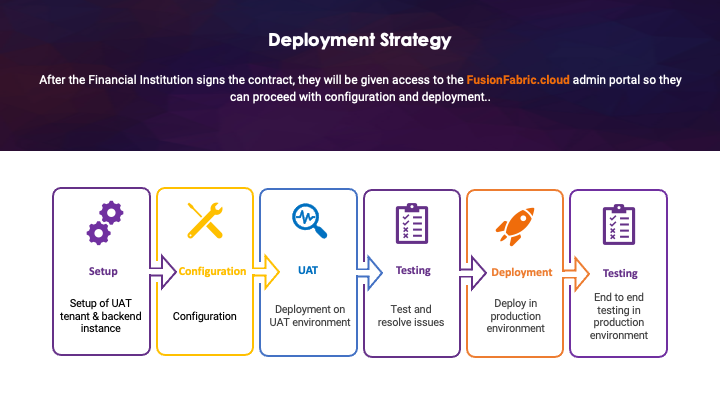 Deployment Strategy
After the Financial Institution signs the contract, they will be given access to the FusionFabric.cloud admin portal so they
can proceed with configuration and deployment..
Setup
Setup of UAT
tenant & backend
instance
Configuration
Configuration
UAT
Deployment on
UAT environment
Testing
Test and
resolve issues
Deployment
Deploy in
production
environment
Testing
End to end
testing in
production
environment